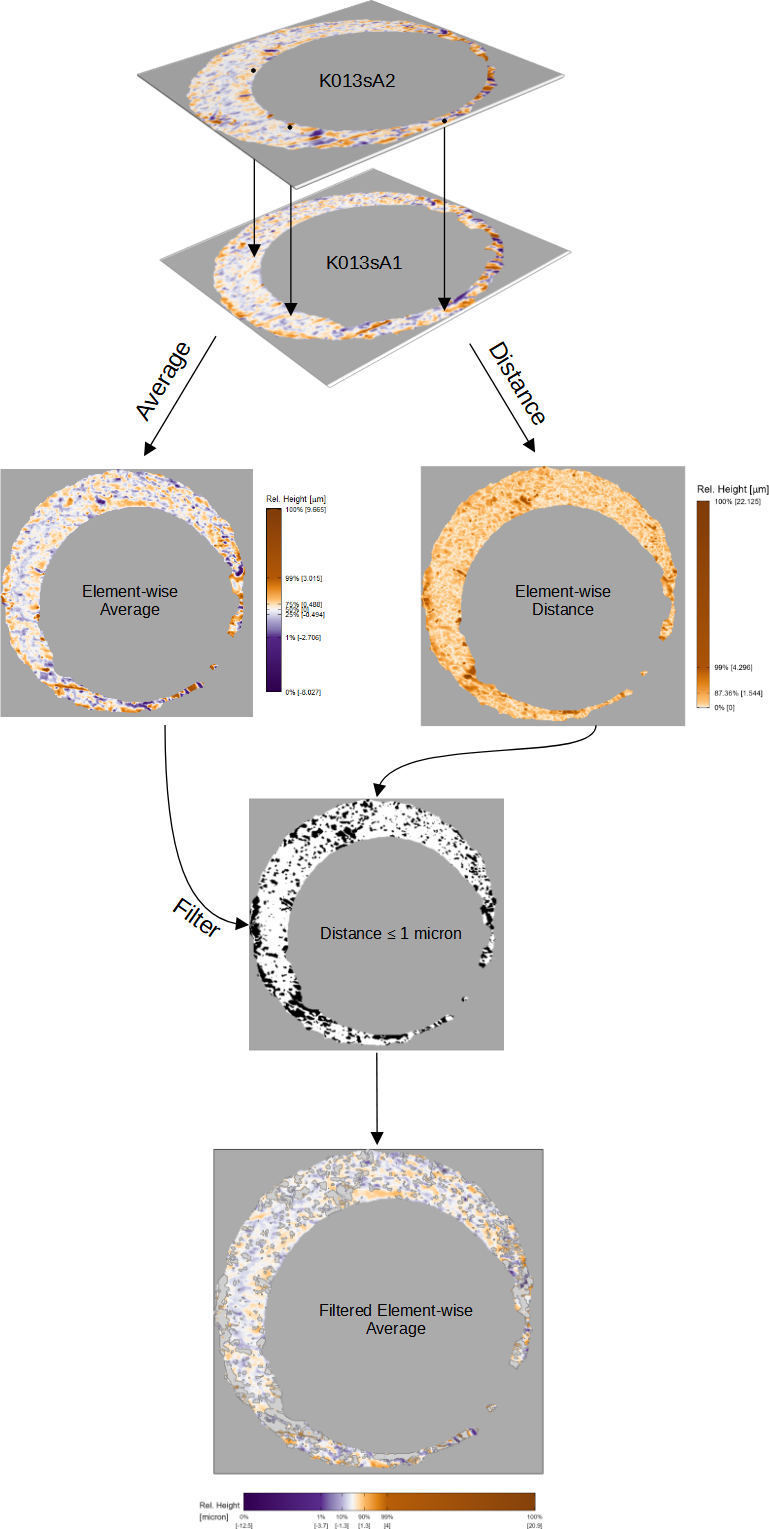 K013sA2
K013sA1
Average
Distance
Rel. Height [μm]
100% [9.665]
99% [3.015]
75% [0.488]
25% [-0.494]
1% [-2.706]
0% [-8.027]
Element-wise
Average
Rel. Height [μm]
100% [22.125]
99% [4.296]
87.36% [1.544]
0% [0]
Element-wise
Distance
Filter
Distance ≤ 1 micron
Filtered Element-wise
Average
Rel. Height
[micron]
0% 1% 10% 90% 99% 100%
[-12.5] [-3.7] [-1.3] [1.3] [4] [20.9]